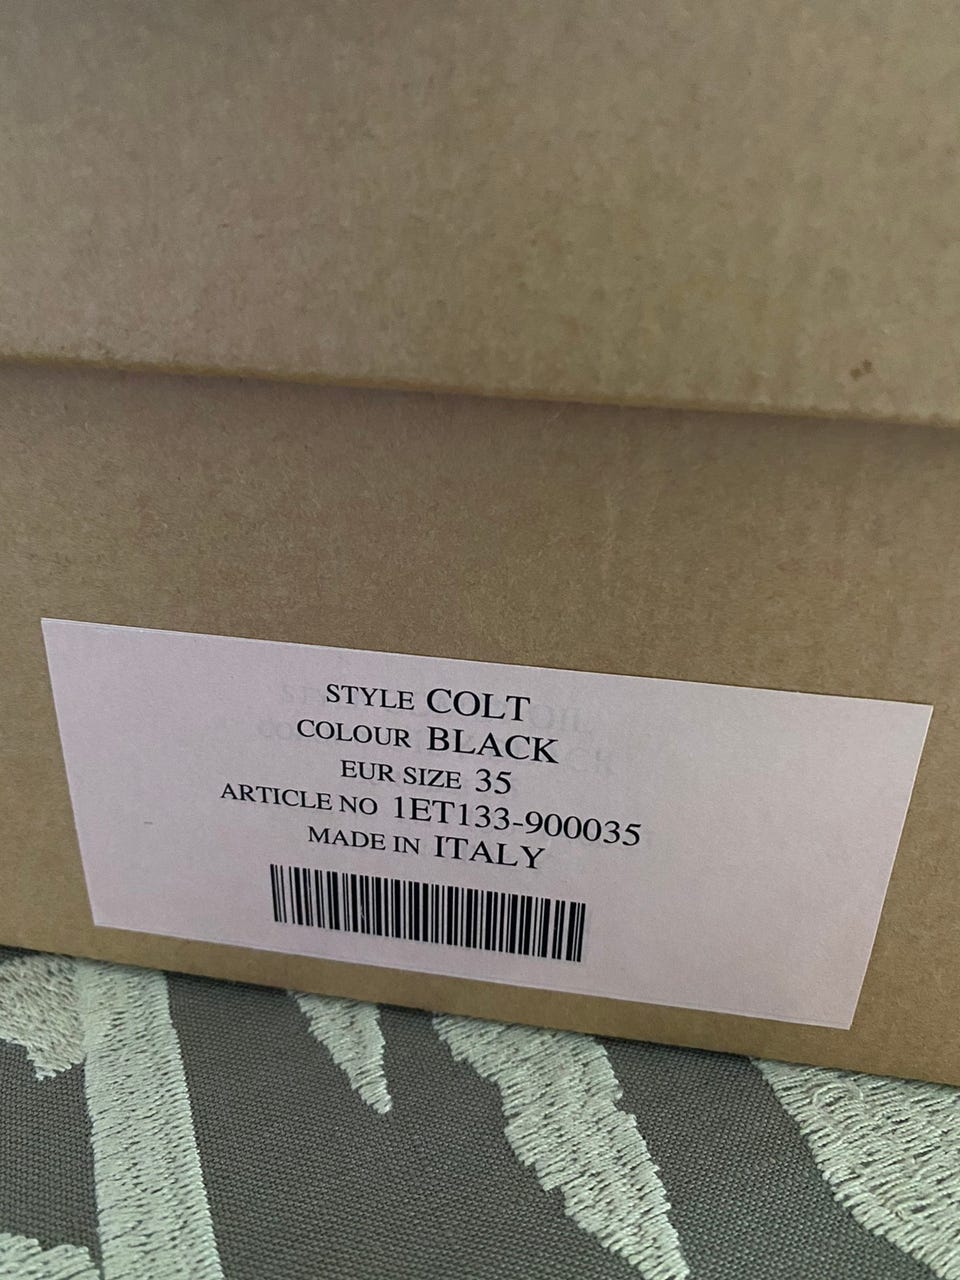 STYLE COLT
COLOUR BLACK
EUR SIZE 35
ARTICLE NO 1ET133-900035
MADE IN ITALY